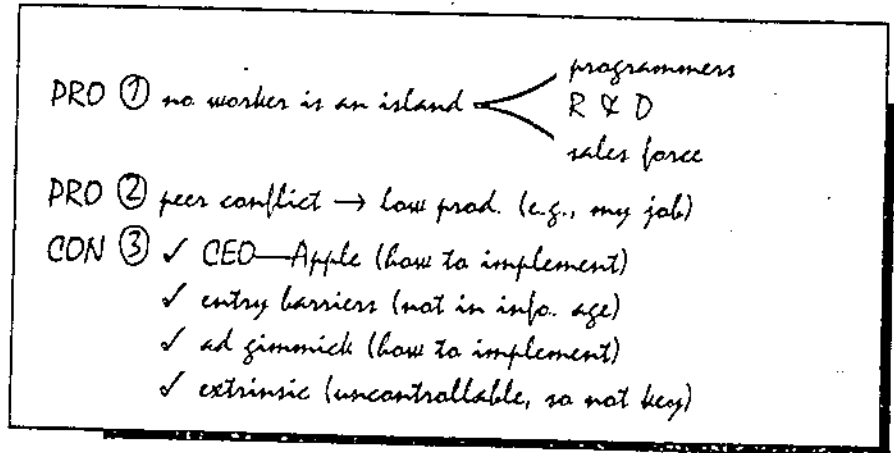 PRO ① no worker is an island
programmers
R & D
sales force
PRO ② peer conflict → low prod. (e.g., my job)
CON ③ ✓ CEO—Apple (how to implement)
✓ entry barriers (not in info. age)
✓ ad gimmick (how to implement)
✓ extrinsic (uncontrollable, so not key)